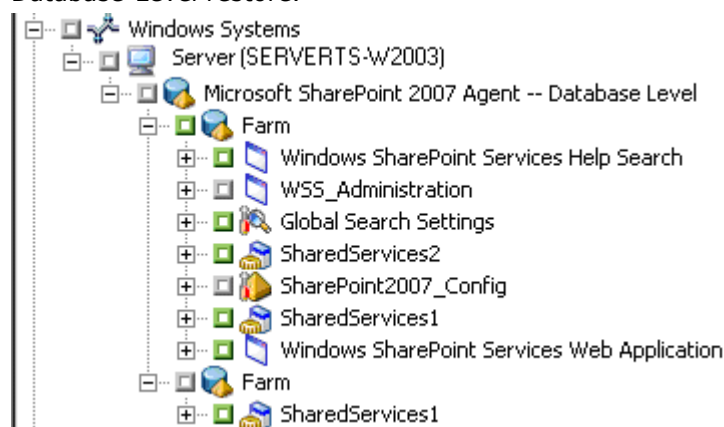 Database-Level restore.
Windows Systems
Server (SERVERTS-W2003)
Microsoft SharePoint 2007 Agent -- Database Level
Farm
Windows SharePoint Services Help Search
WSS_Administration
Global Search Settings
SharedServices2
SharePoint2007_Config
SharedServices1
Windows SharePoint Services Web Application
Farm
SharedServices1